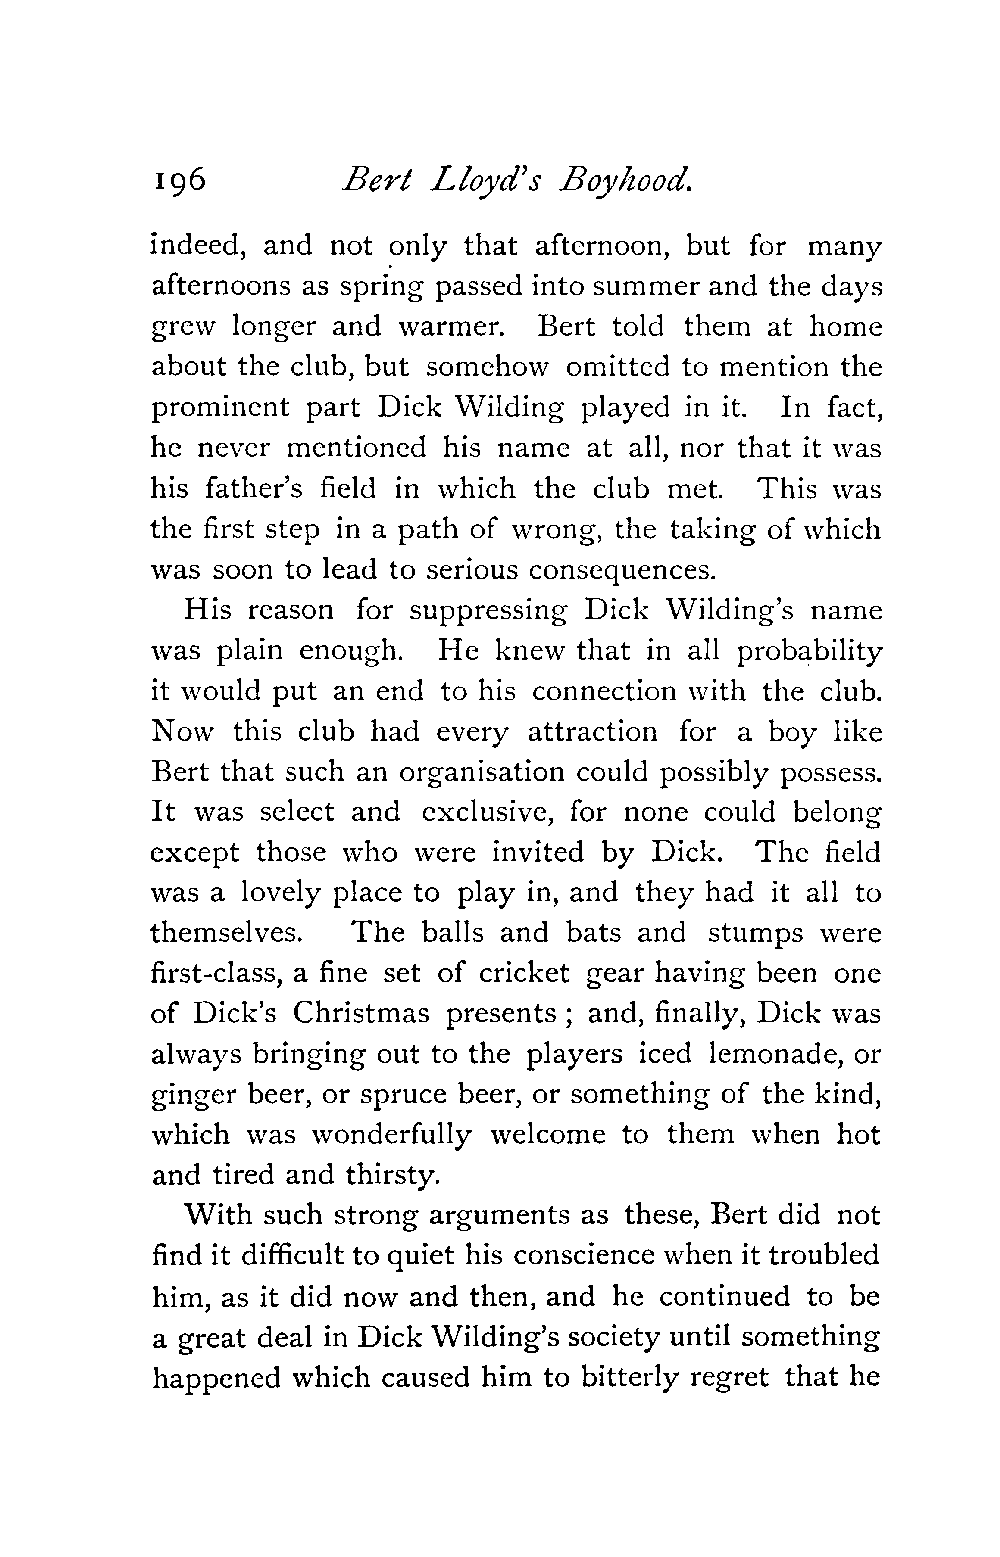 196 Bert Lloyd's Boyhood.
indeed, and not only that afternoon, but for many
afternoons as spring passed into summer and the days
grew longer and warmer. Bert told them at home
about the club, but somehow omitted to mention the
prominent part Dick Wilding played in it. In fact,
he never mentioned his name at all, nor that it was
his father's field in which the club met. This was
the first step in a path of wrong, the taking of which
was soon to lead to serious consequences.
His reason for suppressing Dick Wilding's name
was plain enough. He knew that in all probability
it would put an end to his connection with the club.
Now this club had every attraction for a boy like
Bert that such an organisation could possibly possess.
It was select and exclusive, for none could belong
except those who were invited by Dick. The field
was a lovely place to play in, and they had it all to
themselves. The balls and bats and stumps were
first-class, a fine set of cricket gear having been one
of Dick's Christmas presents ; and, finally, Dick was
always bringing out to the players iced lemonade, or
ginger beer, or spruce beer, or something of the kind,
which was wonderfully welcome to them when hot
and tired and thirsty.
With such strong arguments as these, Bert did not
find it difficult to quiet his conscience when it troubled
him, as it did now and then, and he continued to be
a great deal in Dick Wilding's society until something
happened which caused him to bitterly regret that he